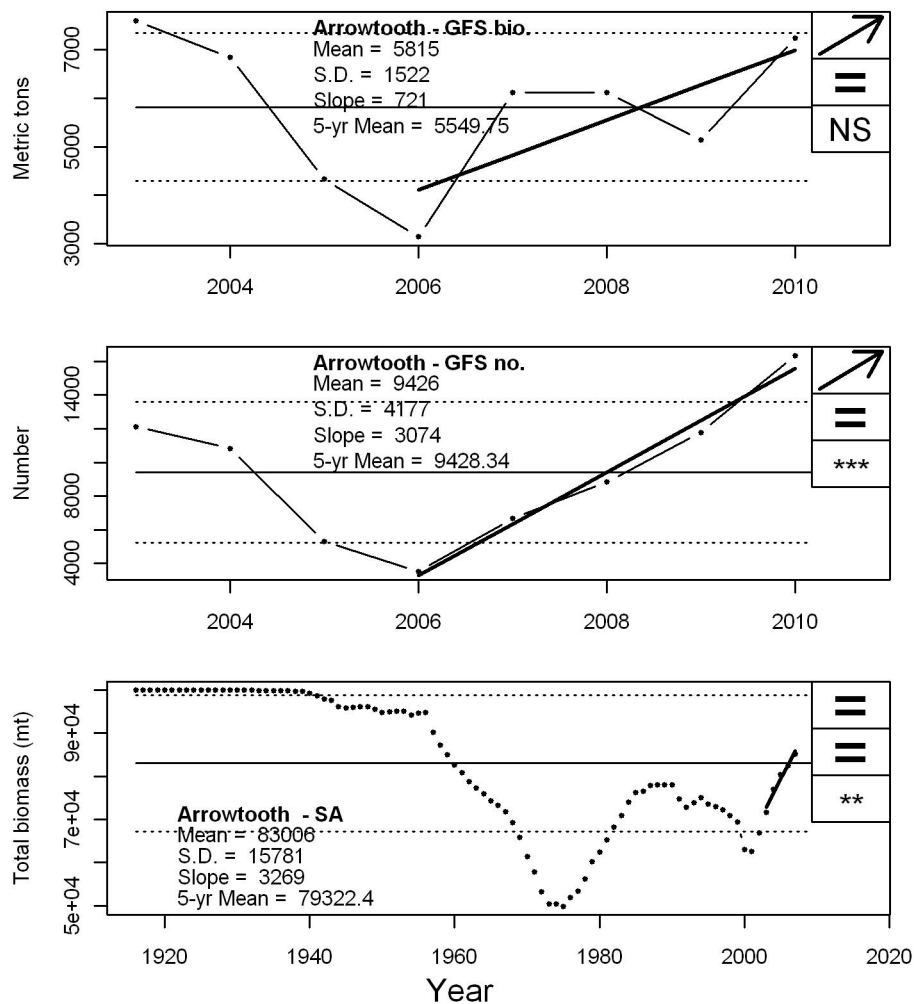 Arrowtooth - GFS bio.
Mean = 5815
S.D. = 1522
Slope = 721
5-yr Mean = 5549.75
Metric tons
7000
5000
3000
2004 2006 2008 2010
=
NS
Arrowtooth - GFS no.
Mean = 9426
S.D. = 4177
Slope = 3074
5-yr Mean = 9428.34
Number
14000
8000
4000
2004 2006 2008 2010
=
***
Total biomass (mt)
9e+04
7e+04
5e+04
Arrowtooth - SA
Mean = 83006
S.D. = 15781
Slope = 3269
5-yr Mean = 79322.4
=
=
**
1920 1940 1960 1980 2000 2020
Year